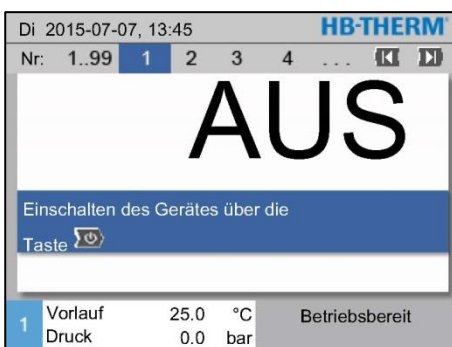 Di 2015-07-07, 13:45 HB-THERM
Nr: 1..99 1 2 3 4 ...
AUS
Einschalten des Gerätes über die
Taste
1 Vorlauf 25.0 °C Betriebsbereit
Druck 0.0 bar